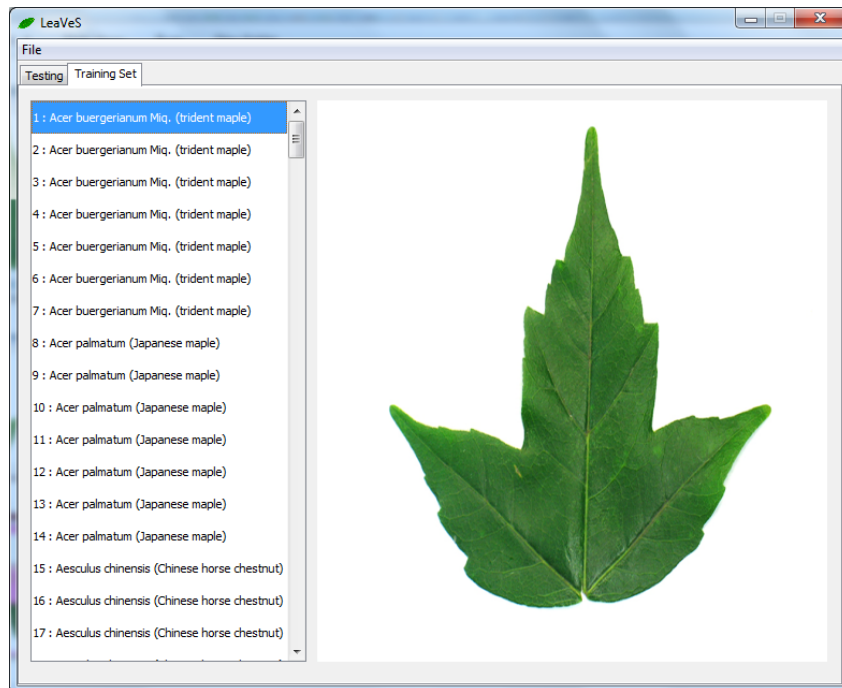 LeaVeS
File
Testing Training Set
1 : Acer buergerianum Miq. (trident maple)
2 : Acer buergerianum Miq. (trident maple)
3 : Acer buergerianum Miq. (trident maple)
4 : Acer buergerianum Miq. (trident maple)
5 : Acer buergerianum Miq. (trident maple)
6 : Acer buergerianum Miq. (trident maple)
7 : Acer buergerianum Miq. (trident maple)
8 : Acer palmatum (Japanese maple)
9 : Acer palmatum (Japanese maple)
10 : Acer palmatum (Japanese maple)
11 : Acer palmatum (Japanese maple)
12 : Acer palmatum (Japanese maple)
13 : Acer palmatum (Japanese maple)
14 : Acer palmatum (Japanese maple)
15 : Aesculus chinensis (Chinese horse chestnut)
16 : Aesculus chinensis (Chinese horse chestnut)
17 : Aesculus chinensis (Chinese horse chestnut)